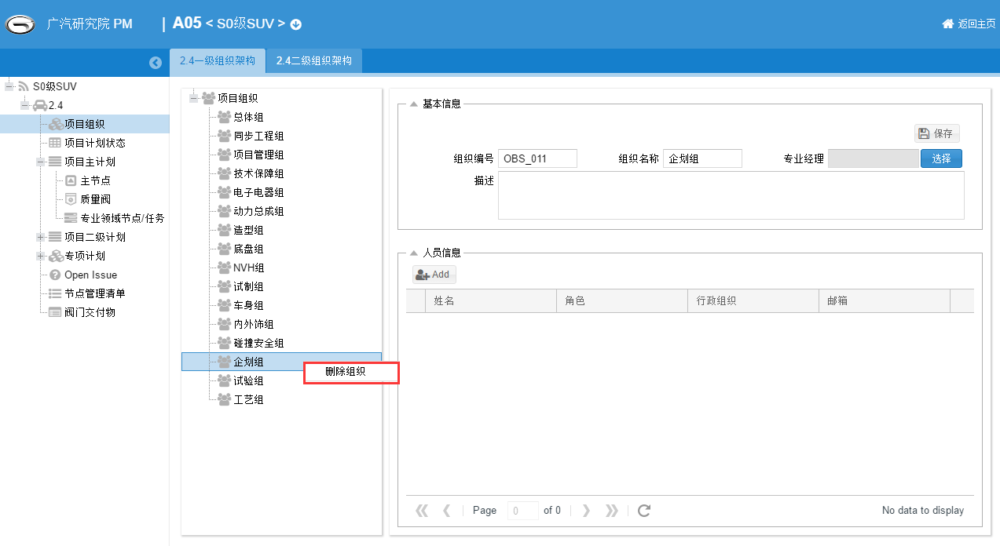 广汽研究院 PM
| A05 < S0级SUV >
返回主页
2.4一级组织架构
2.4二级组织架构
S0级SUV
2.4
项目组织
项目计划状态
项目主计划
主节点
质量阀
专业领域节点/任务
项目二级计划
专项计划
Open Issue
节点管理清单
阀门交付物
项目组织
总体组
同步工程组
项目管理组
技术保障组
电子电器组
动力总成组
造型组
底盘组
NVH组
试制组
车身组
内外饰组
碰撞安全组
企划组
试验组
工艺组
删除组织
基本信息
保存
组织编号 OBS_011 组织名称 企划组 专业经理 选择
描述
人员信息
Add
姓名 角色 行政组织 邮箱
Page 0 of 0 No data to display